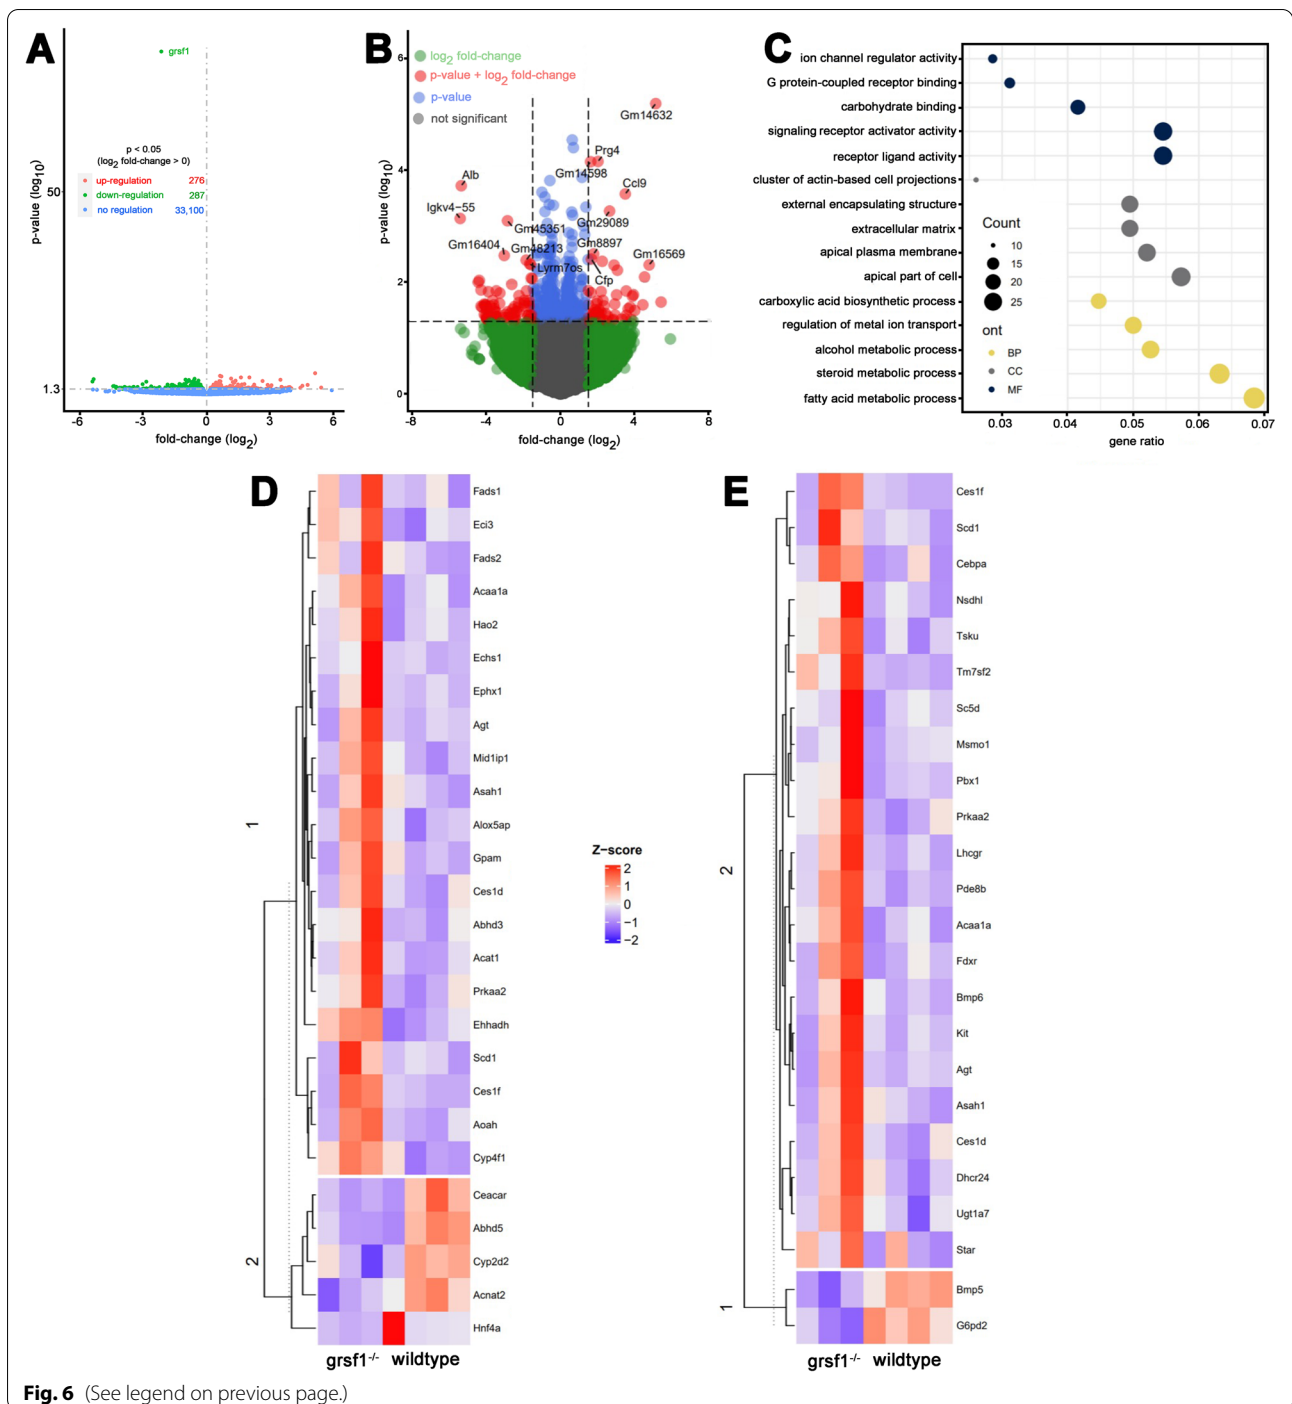 A
grsf1
p < 0.05
(log2 fold-change > 0)
up-regulation 276
down-regulation 287
no regulation 33,100
p-value (log10)
50
1.3
-6 -3 0 3 6
fold-change (log2)
B
log2 fold-change
p-value + log2 fold-change
p-value
not significant
Gm14632
Prg4
Gm14598
Alb
Ccl9
Igkv4−55
Gm29089
Gm45351
Gm16404
Gm48213
Gm8897
Gm16569
Lyrm7os
Cfp
p-value (log10)
6
4
2
0
-8 -4 0 4 8
fold-change (log2)
C
ion channel regulator activity
G protein-coupled receptor binding
carbohydrate binding
signaling receptor activator activity
receptor ligand activity
cluster of actin-based cell projections
external encapsulating structure
extracellular matrix
apical plasma membrane
apical part of cell
carboxylic acid biosynthetic process
regulation of metal ion transport
alcohol metabolic process
steroid metabolic process
fatty acid metabolic process
Count
10
15
20
25
ont
BP
CC
MF
0.03 0.04 0.05 0.06 0.07
gene ratio
D
Fads1
Eci3
Fads2
Acaa1a
Hao2
Echs1
Ephx1
Agt
Mid1ip1
Asah1
Alox5ap
Gpam
Ces1d
Abhd3
Acat1
Prkaa2
Ehhadh
Scd1
Ces1f
Aoah
Cyp4f1
Ceacar
Abhd5
Cyp2d2
Acnat2
Hnf4a
1
2
grsf1-/- wildtype
Z−score
2
1
0
−1
−2
E
Ces1f
Scd1
Cebpa
Nsdhl
Tsku
Tm7sf2
Sc5d
Msmo1
Pbx1
Prkaa2
Lhcgr
Pde8b
Acaa1a
Fdxr
Bmp6
Kit
Agt
Asah1
Ces1d
Dhcr24
Ugt1a7
Star
Bmp5
G6pd2
2
1
grsf1-/- wildtype
Fig. 6 (See legend on previous page.)